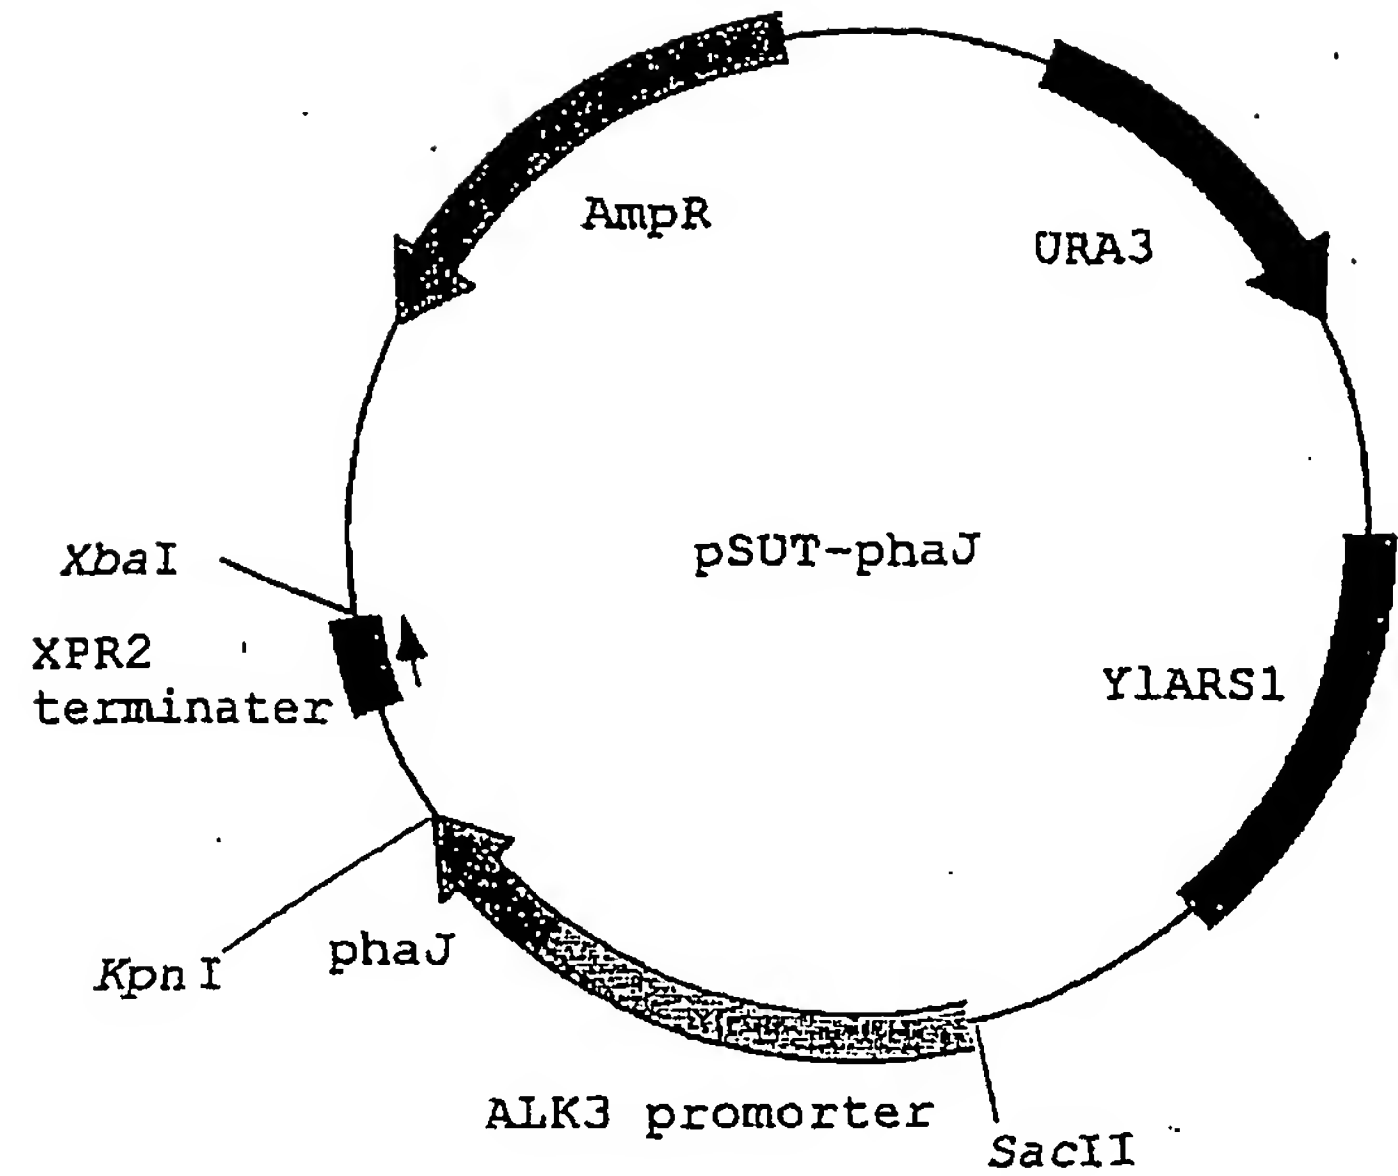 AmpR
URA3
XbaI
pSUT-phaJ
XPR2
terminater
YlARS1
phaJ
KpnI
ALK3 promorter
SacII